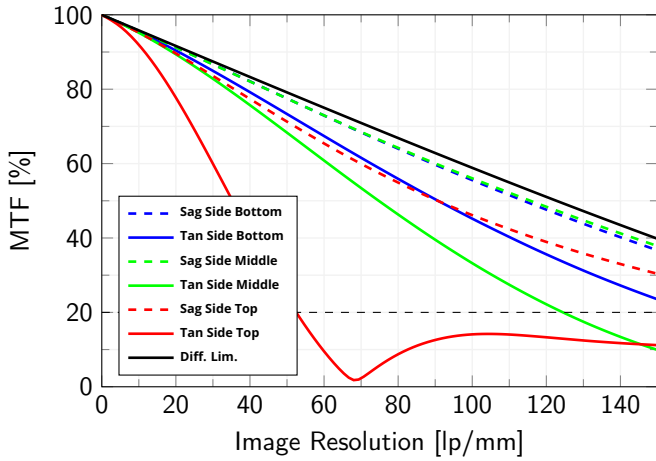 100
80
60
40
20
0
MTF [%]
Sag Side Bottom
Tan Side Bottom
Sag Side Middle
Tan Side Middle
Sag Side Top
Tan Side Top
Diff. Lim.
0 20 40 60 80 100 120 140
Image Resolution [lp/mm]